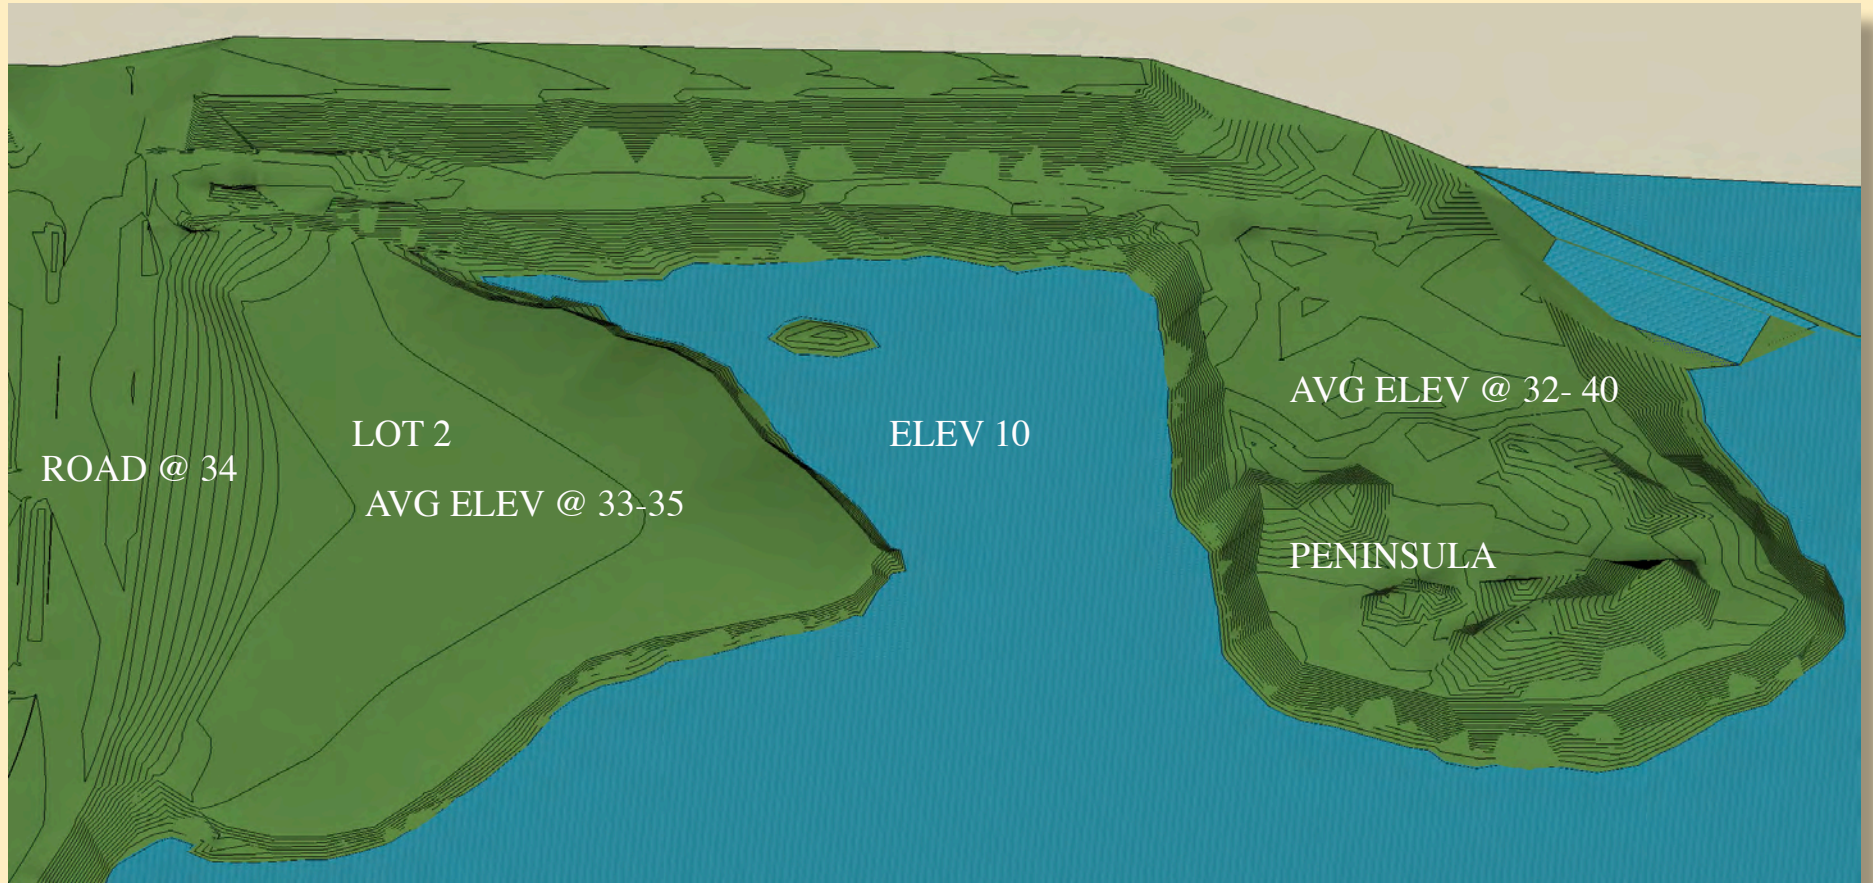 AVG ELEV @ 32- 40
LOT 2
ELEV 10
ROAD @ 34
AVG ELEV @ 33-35
PENINSULA